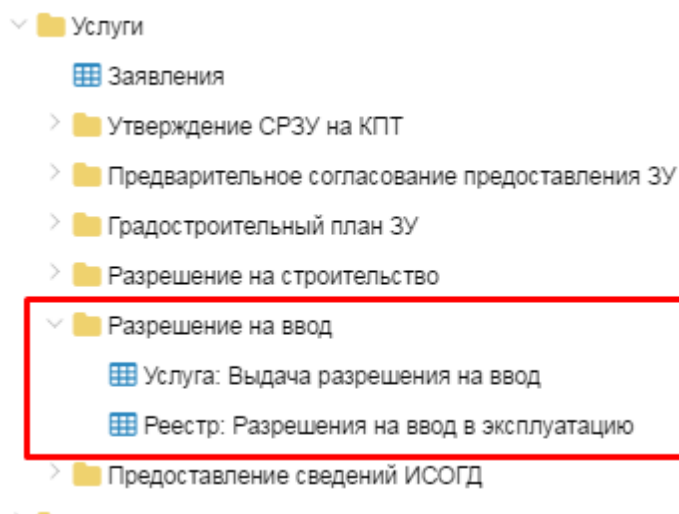 Услуги
Заявления
Утверждение СРЗУ на КПТ
Предварительное согласование предоставления ЗУ
Градостроительный план ЗУ
Разрешение на строительство
Разрешение на ввод
Услуга: Выдача разрешения на ввод
Реестр: Разрешения на ввод в эксплуатацию
Предоставление сведений ИСОГД